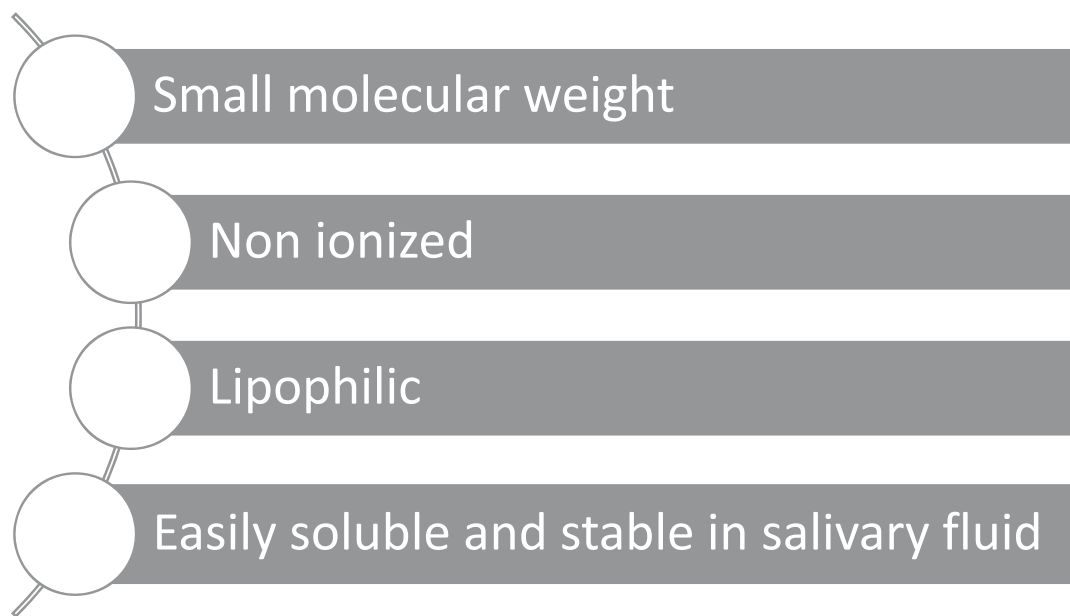 Small molecular weight
Non ionized
Lipophilic
Easily soluble and stable in salivary fluid